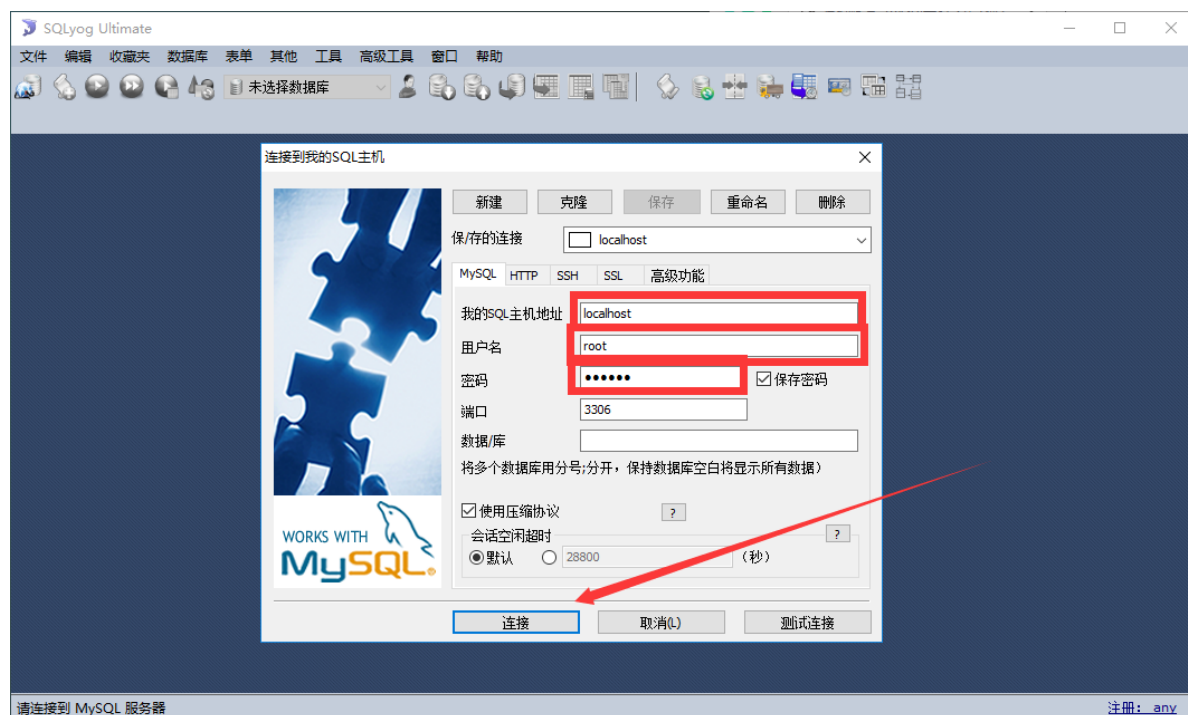 SQLyog Ultimate
文件 编辑 收藏夹 数据库 表单 其他 工具 高级工具 窗口 帮助
未选择数据库
连接到我的SQL主机
新建 克隆 保存 重命名 删除
保/存的连接 localhost
MySQL HTTP SSH SSL 高级功能
我的SQL主机地址 localhost
用户名 root
密码 ●●●●●● 保存密码
端口 3306
数据/库
将多个数据库用分号;分开，保持数据库空白将显示所有数据）
使用压缩协议 ?
会话空闲超时 ?
默认 28800 （秒）
WORKS WITH
MySQL
连接 取消(L) 测试连接
请连接到 MySQL 服务器 注册: any